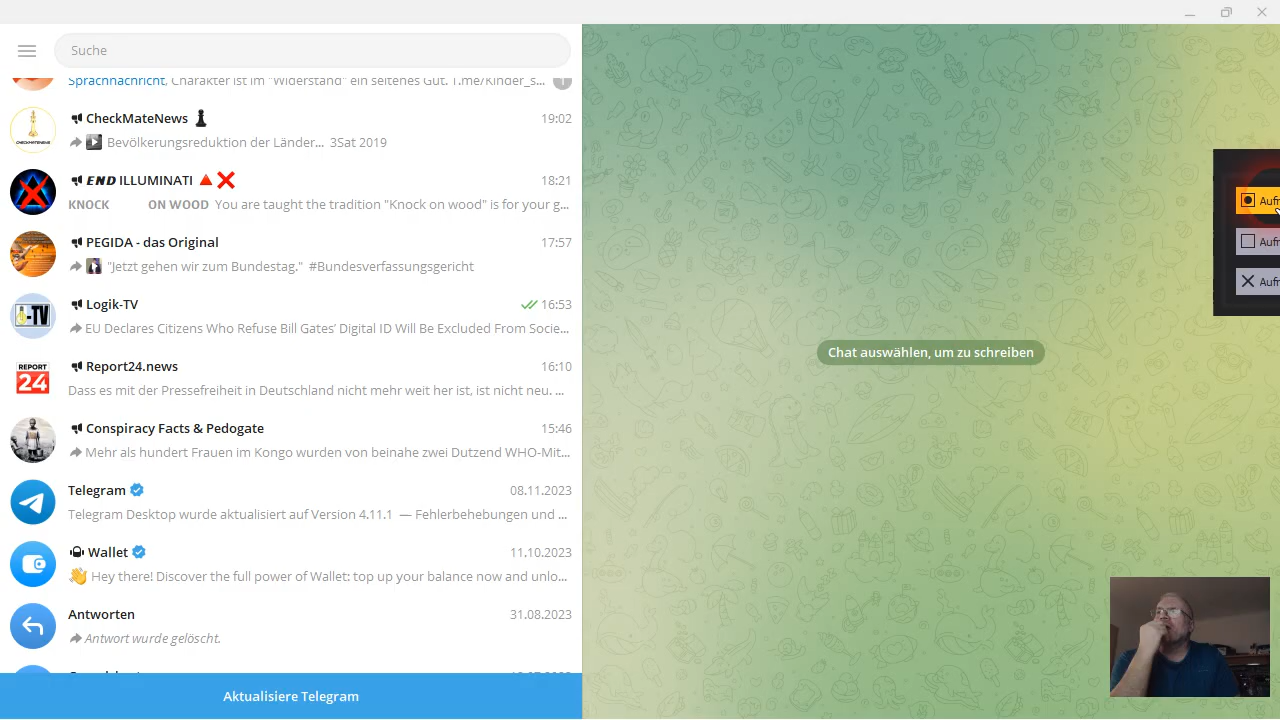 Suche
Sprachnachricht, Charakter ist im "Widerstand" ein seltenes Gut. T.me/Kinder_s...
CheckMateNews 19:02
Bevölkerungsreduktion der Länder... 3Sat 2019
END ILLUMINATI 18:21
KNOCK ON WOOD You are taught the tradition "Knock on wood" is for your g...
PEGIDA - das Original 17:57
"Jetzt gehen wir zum Bundestag." #Bundesverfassungsgericht
L-TV
Logik-TV 16:53
EU Declares Citizens Who Refuse Bill Gates’ Digital ID Will Be Excluded From Socie...
REPORT
24
Report24.news 16:10
Dass es mit der Pressefreiheit in Deutschland nicht mehr weit her ist, ist nicht neu. ...
Conspiracy Facts & Pedogate 15:46
Mehr als hundert Frauen im Kongo wurden von beinahe zwei Dutzend WHO-Mit...
Telegram 08.11.2023
Telegram Desktop wurde aktualisiert auf Version 4.11.1 — Fehlerbehebungen und ...
Wallet 11.10.2023
Hey there! Discover the full power of Wallet: top up your balance now and unlo...
Antworten 31.08.2023
Antwort wurde gelöscht.
Aktualisiere Telegram
Chat auswählen, um zu schreiben
Aufr
Aufr
Aufr